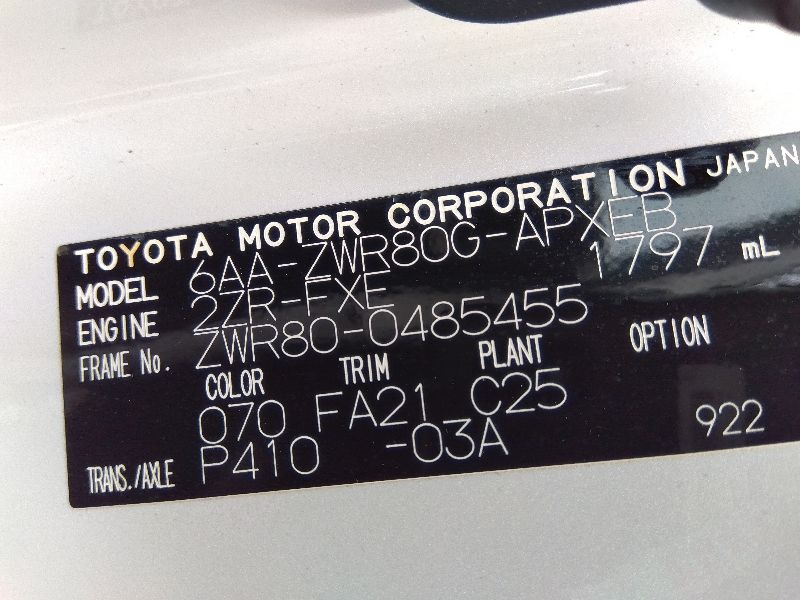 TOYOTA MOTOR CORPORATION JAPAN
MODEL 6AA-ZWR80G-APXEB
ENGINE 2ZR-FXE 1797 mL
FRAME No. ZWR80-0485455
COLOR TRIM PLANT OPTION
070 FA21 C25
TRANS./AXLE P410 -03A 922